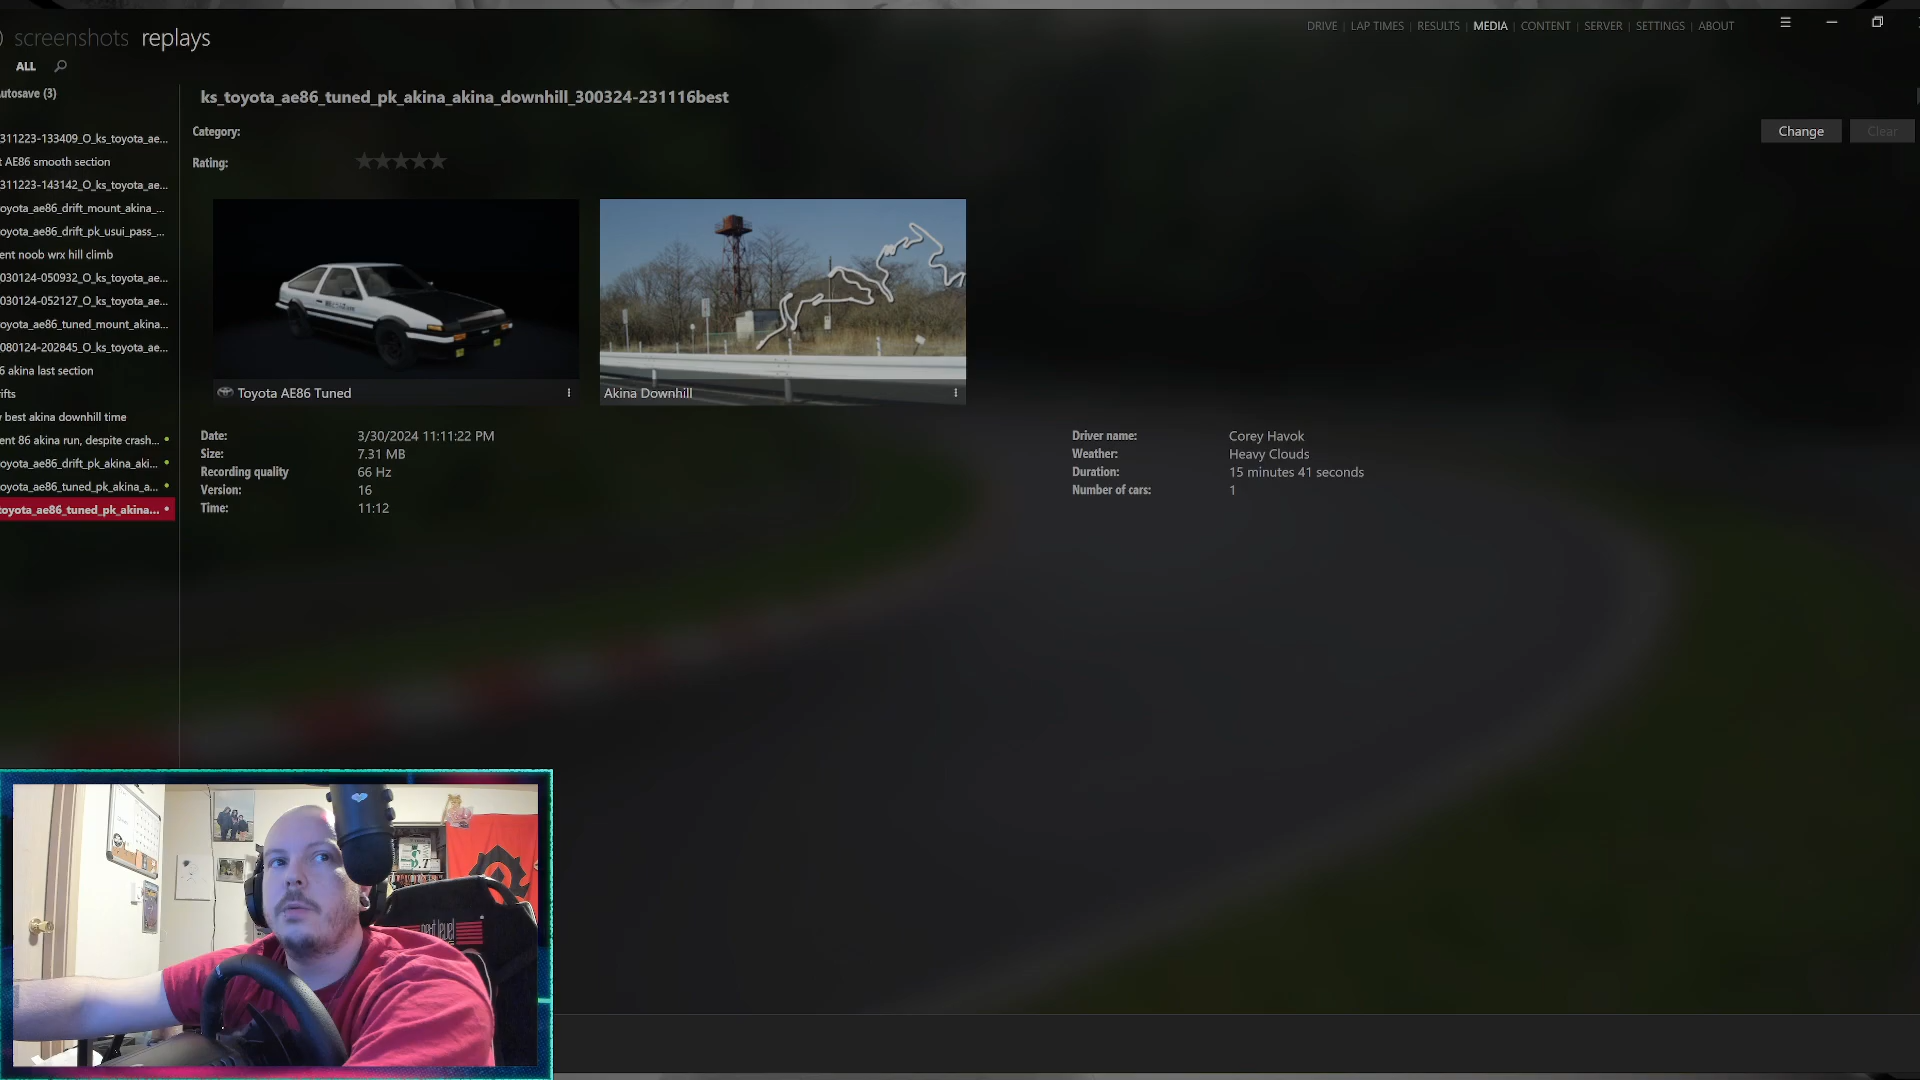 screenshots replays
DRIVE | LAP TIMES | RESULTS | MEDIA | CONTENT | SERVER | SETTINGS | ABOUT
ALL
utosave (3)
311223-133409_O_ks_toyota_ae...
t AE86 smooth section
311223-143142_O_ks_toyota_ae...
oyota_ae86_drift_mount_akina_...
oyota_ae86_drift_pk_usui_pass_...
ent noob wrx hill climb
030124-050932_O_ks_toyota_ae...
030124-052127_O_ks_toyota_ae...
oyota_ae86_tuned_mount_akina...
080124-202845_O_ks_toyota_ae...
6 akina last section
ifts
best akina downhill time
ent 86 akina run, despite crash...
oyota_ae86_drift_pk_akina_aki...
oyota_ae86_tuned_pk_akina_a...
toyota_ae86_tuned_pk_akina...
ks_toyota_ae86_tuned_pk_akina_akina_downhill_300324-231116best
Category:
Change Clear
Rating:
Toyota AE86 Tuned
Akina Downhill
Date: 3/30/2024 11:11:22 PM
Size: 7.31 MB
Recording quality 66 Hz
Version: 16
Time: 11:12
Driver name: Corey Havok
Weather: Heavy Clouds
Duration: 15 minutes 41 seconds
Number of cars: 1
next level